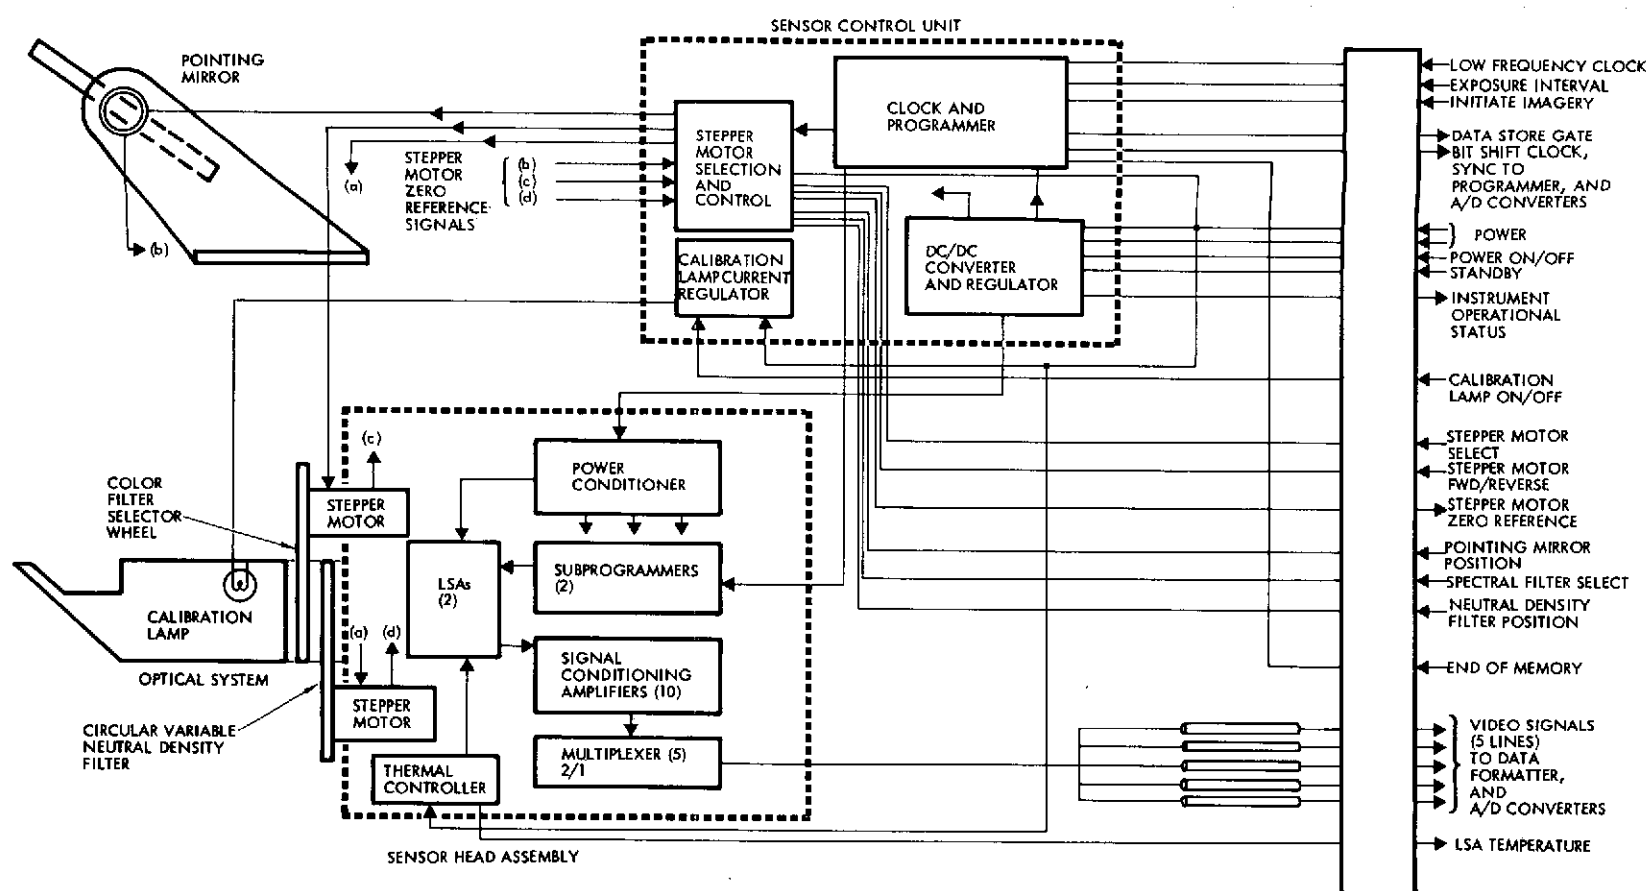 SENSOR CONTROL UNIT
POINTING
MIRROR
CLOCK AND
PROGRAMMER
STEPPER
MOTOR
SELECTION
AND
CONTROL
STEPPER
MOTOR
ZERO
REFERENCE
SIGNALS
(a)
(b)
(c)
(d)
(b)
CALIBRATION
LAMP CURRENT
REGULATOR
DC/DC
CONVERTER
AND REGULATOR
LOW FREQUENCY CLOCK
EXPOSURE INTERVAL
INITIATE IMAGERY
DATA STORE GATE
BIT SHIFT CLOCK,
SYNC TO
PROGRAMMER, AND
A/D CONVERTERS
POWER
POWER ON/OFF
STANDBY
INSTRUMENT
OPERATIONAL
STATUS
CALIBRATION
LAMP ON/OFF
STEPPER MOTOR
SELECT
STEPPER MOTOR
FWD/REVERSE
STEPPER MOTOR
ZERO REFERENCE
POINTING MIRROR
POSITION
SPECTRAL FILTER SELECT
NEUTRAL DENSITY
FILTER POSITION
END OF MEMORY
VIDEO SIGNALS
(5 LINES)
TO DATA
FORMATTER,
AND
A/D CONVERTERS
LSA TEMPERATURE
COLOR
FILTER
SELECTOR
WHEEL
(c)
STEPPER
MOTOR
POWER
CONDITIONER
LSAs
(2)
SUBPROGRAMMERS
(2)
CALIBRATION
LAMP
(a)
(d)
OPTICAL SYSTEM
SIGNAL
CONDITIONING
AMPLIFIERS (10)
STEPPER
MOTOR
CIRCULAR VARIABLE
NEUTRAL DENSITY
FILTER
THERMAL
CONTROLLER
MULTIPLEXER (5)
2/1
SENSOR HEAD ASSEMBLY